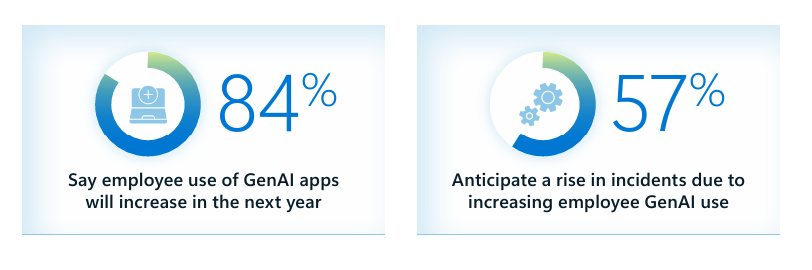 84%
Say employee use of GenAI apps
will increase in the next year
57%
Anticipate a rise in incidents due to
increasing employee GenAI use